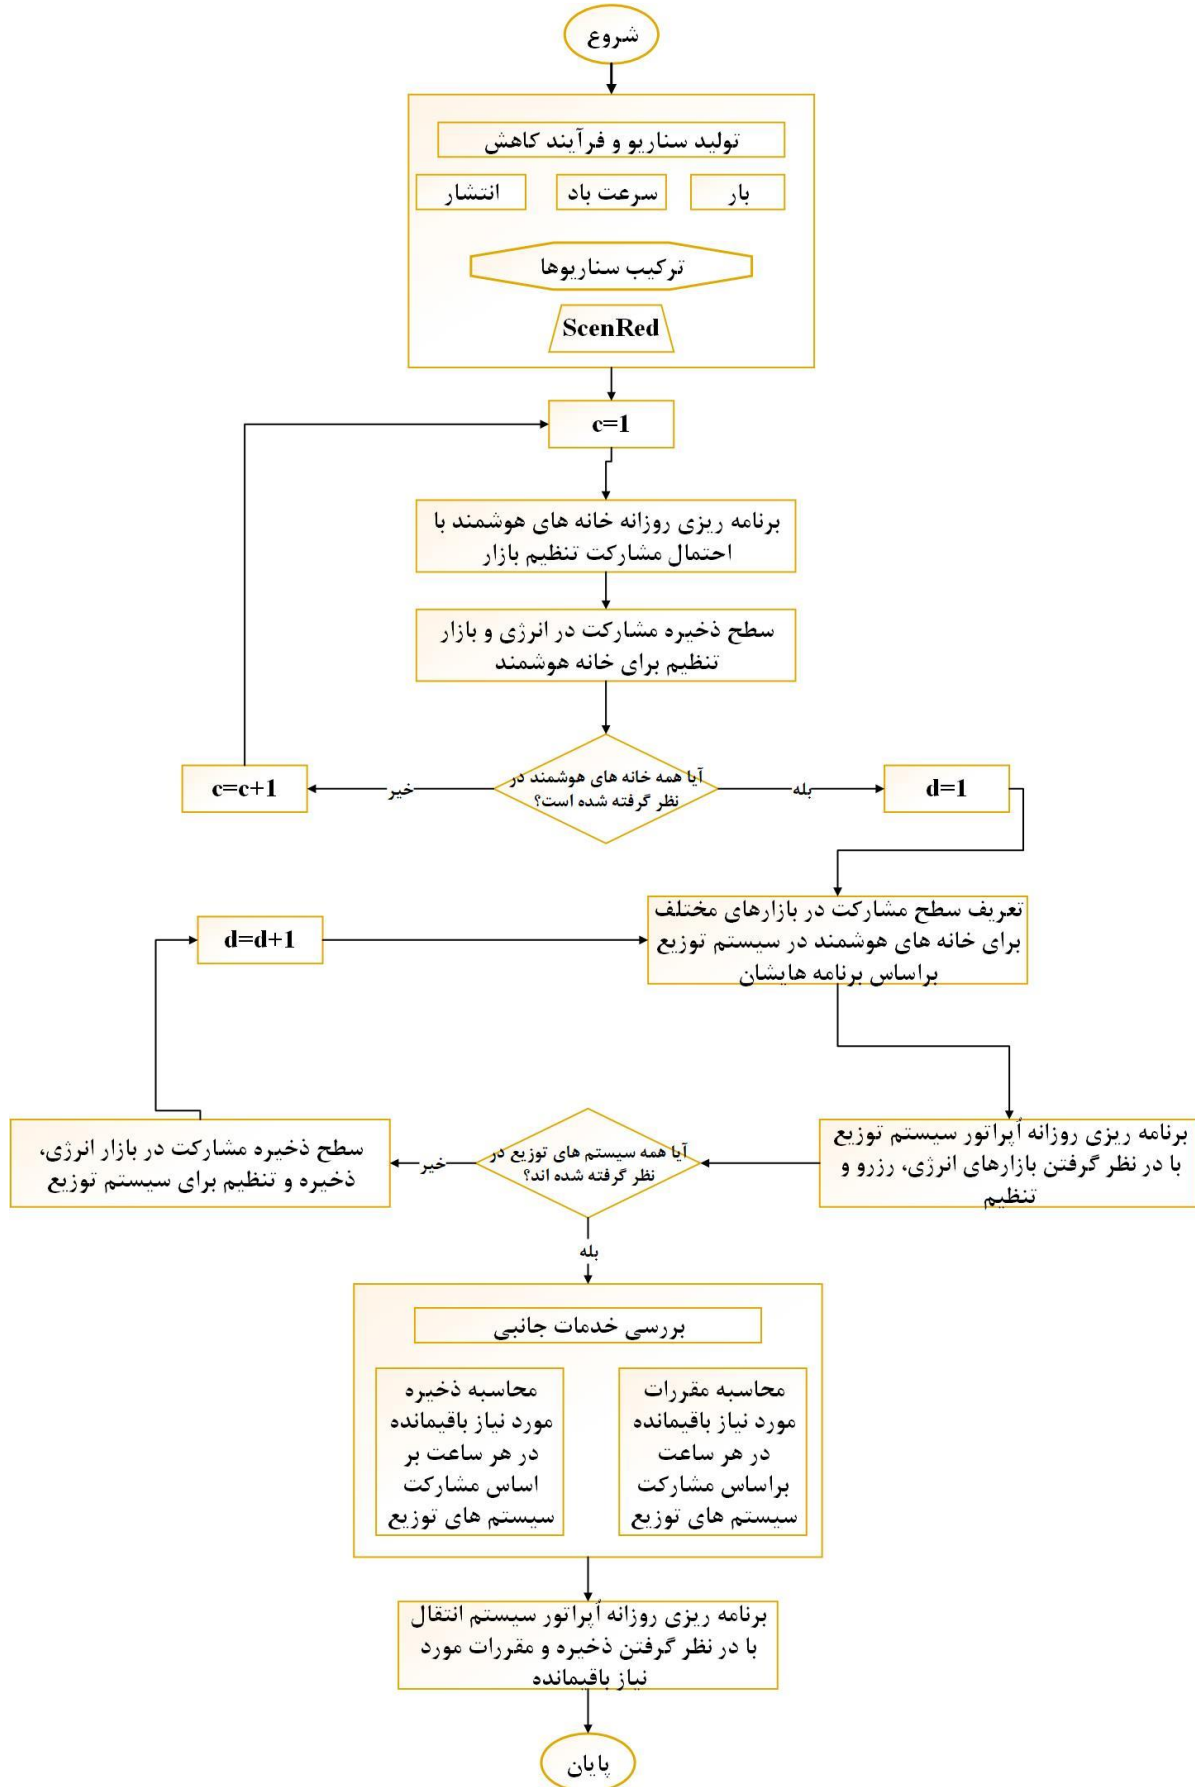 شروع
تولید سناریو و فرآیند کاهش
بار
سرعت باد
انتشار
ترکیب سناریوها
ScenRed
c=1
برنامه ریزی روزانه خانه های هوشمند با
احتمال مشارکت تنظیم بازار
سطح ذخیره مشارکت در انرژی و بازار
تنظیم برای خانه هوشمند
آیا همه خانه های هوشمند در
نظر گرفته شده است؟
بله
خیر
d=1
c=c+1
تعریف سطح مشارکت در بازارهای مختلف
برای خانه های هوشمند در سیستم توزیع
براساس برنامه هایشان
d=d+1
برنامه ریزی روزانه اُپراتور سیستم توزیع
با در نظر گرفتن بازارهای انرژی، رزرو و
تنظیم
آیا همه سیستم های توزیع در
نظر گرفته شده اند؟
خیر
سطح ذخیره مشارکت در بازار انرژی،
ذخیره و تنظیم برای سیستم توزیع
بله
بررسی خدمات جانبی
محاسبه مقررات
مورد نیاز باقیمانده
در هر ساعت
براساس مشارکت
سیستم های توزیع
محاسبه ذخیره
مورد نیاز باقیمانده
در هر ساعت بر
اساس مشارکت
سیستم های توزیع
برنامه ریزی روزانه اُپراتور سیستم انتقال
با در نظر گرفتن ذخیره و مقررات مورد
نیاز باقیمانده
پایان